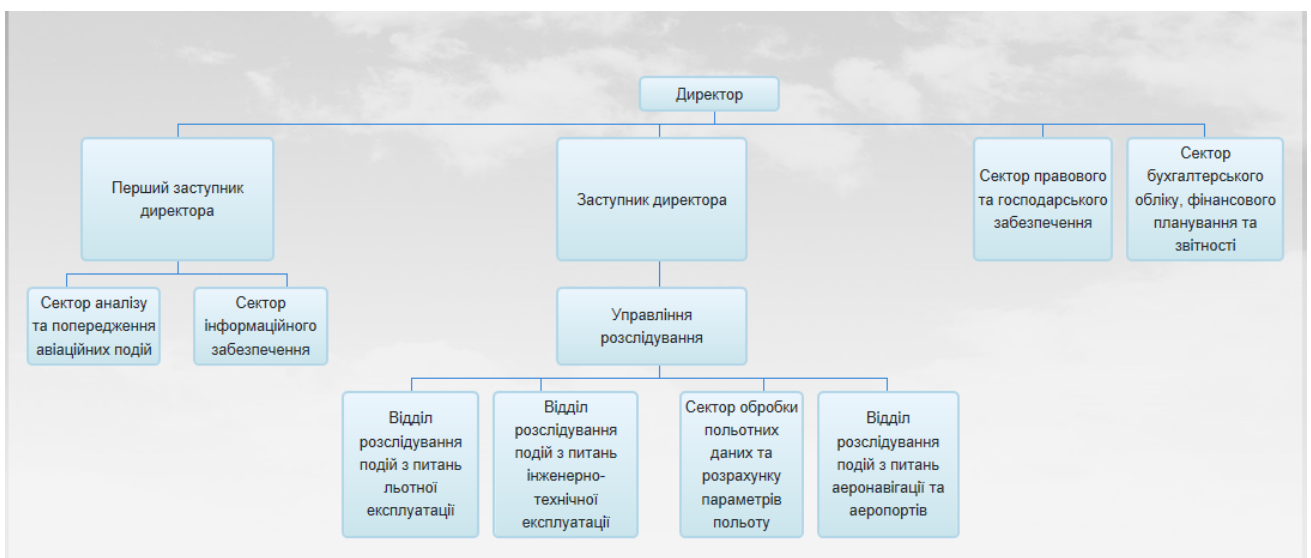 Директор
Перший заступник
директора
Заступник директора
Сектор правового
та господарського
забезпечення
Сектор
бухгалтерського
обліку, фінансового
планування та
звітності
Сектор аналізу
та попередження
авіаційних подій
Сектор
інформаційного
забезпечення
Управління
розслідування
Відділ
розслідування
подій з питань
льотної
експлуатації
Відділ
розслідування
подій з питань
інженерно-
технічної
експлуатації
Сектор обробки
польотних
даних та
розрахунку
параметрів
польоту
Відділ
розслідування
подій з питань
аеронавігації та
аеропортів